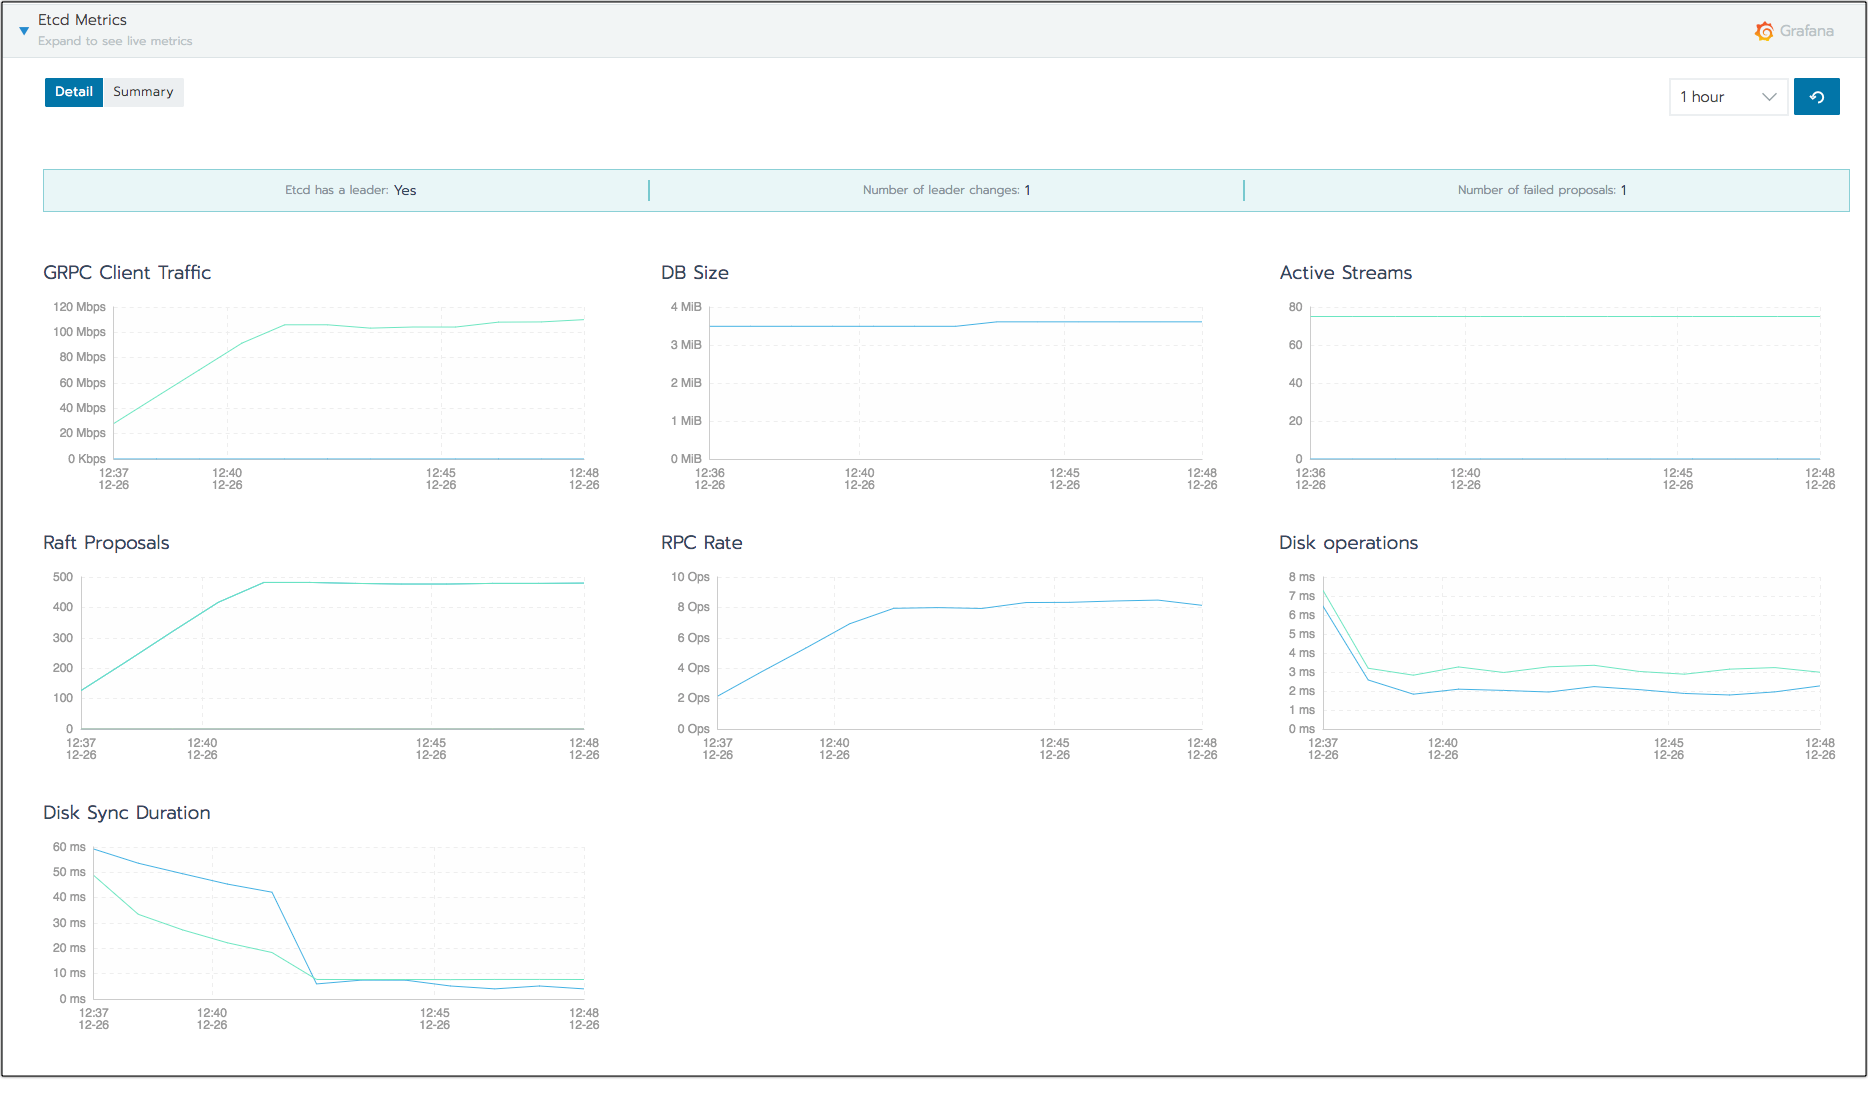 Etcd Metrics
Expand to see live metrics
Grafana
Detail Summary
1 hour
Etcd has a leader: Yes
Number of leader changes: 1
Number of failed proposals: 1
GRPC Client Traffic
120 Mbps
100 Mbps
80 Mbps
60 Mbps
40 Mbps
20 Mbps
0 Kbps
12:37 12:40 12:45 12:48
12-26 12-26 12-26 12-26
DB Size
4 MiB
3 MiB
2 MiB
1 MiB
0 MiB
12:36 12:40 12:45 12:48
12-26 12-26 12-26 12-26
Active Streams
80
60
40
20
0
12:36 12:40 12:45 12:48
12-26 12-26 12-26 12-26
Raft Proposals
500
400
300
200
100
0
12:37 12:40 12:45 12:48
12-26 12-26 12-26 12-26
RPC Rate
10 Ops
8 Ops
6 Ops
4 Ops
2 Ops
0 Ops
12:37 12:40 12:45 12:48
12-26 12-26 12-26 12-26
Disk operations
8 ms
7 ms
6 ms
5 ms
4 ms
3 ms
2 ms
1 ms
0 ms
12:37 12:40 12:45 12:48
12-26 12-26 12-26 12-26
Disk Sync Duration
60 ms
50 ms
40 ms
30 ms
20 ms
10 ms
0 ms
12:37 12:40 12:45 12:48
12-26 12-26 12-26 12-26